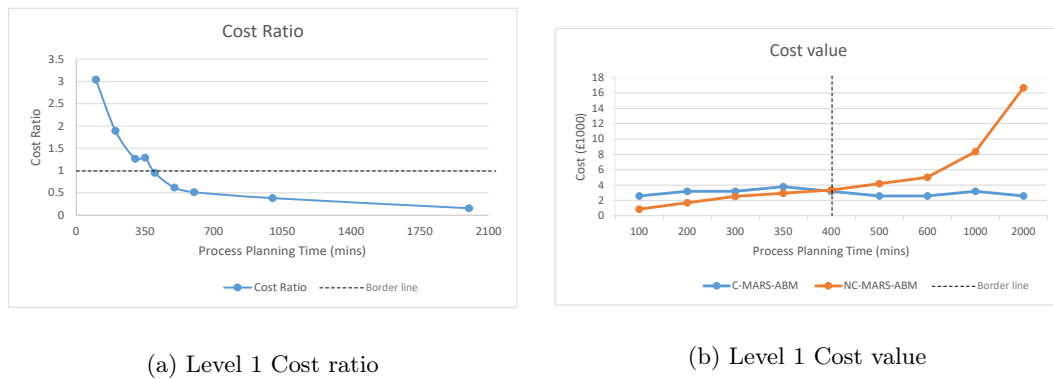 Cost Ratio
3.5
3
2.5
2
1.5
1
0.5
0
Cost Ratio
0 350 700 1050 1400 1750 2100
Process Planning Time (mins)
Cost Ratio Border line
(a) Level 1 Cost ratio
Cost value
18
16
14
12
10
8
6
4
2
0
Cost (£1000)
100 200 300 350 400 500 600 1000 2000
Process Planning Time (mins)
C-MARS-ABM NC-MARS-ABM Border line
(b) Level 1 Cost value